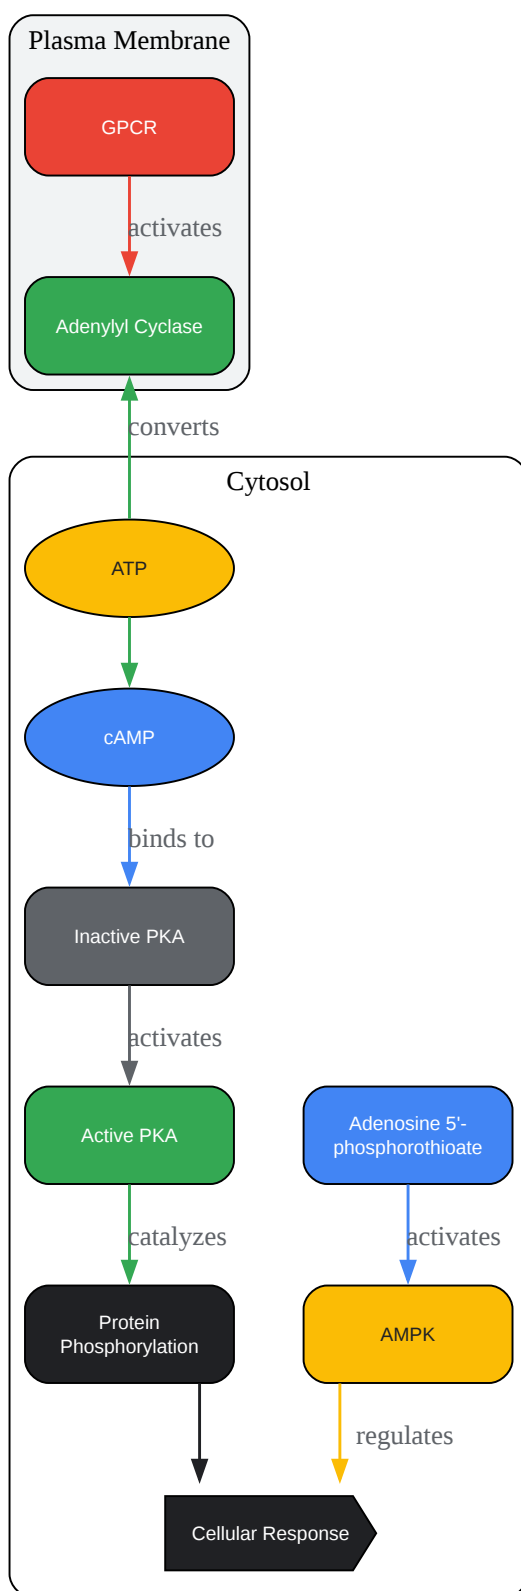 Plasma Membrane
GPCR
activates
Adenylyl Cyclase
converts
Cytosol
ATP
cAMP
binds to
Inactive PKA
activates
Active PKA
Adenosine 5'-
phosphorothioate
catalyzes
activates
Protein
Phosphorylation
AMPK
regulates
Cellular Response